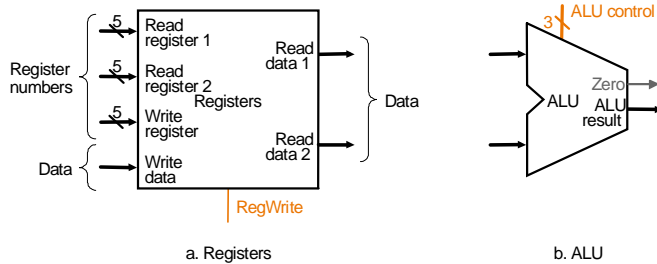 5
Read
register 1
5
Read
register 2
5
Write
register
Write
data
Register
numbers
Data
Registers
Read
data 1
Read
data 2
Data
RegWrite
a. Registers
3
ALU control
Zero
ALU
ALU
result
b. ALU